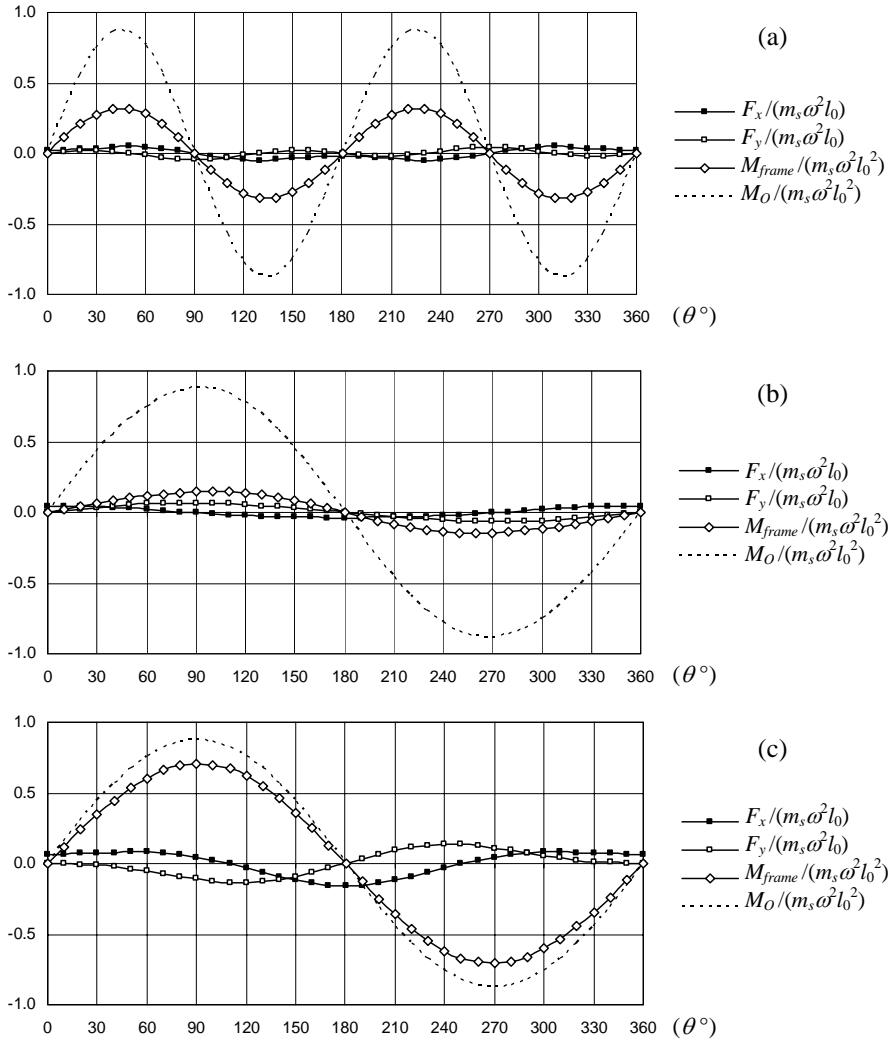 1.0
(a)
0.5
0.0
-0.5
-1.0
F_x/(m_sω²l_0)
F_y/(m_sω²l_0)
M_frame/(m_sω²l_0²)
M_O/(m_sω²l_0²)
0 30 60 90 120 150 180 210 240 270 300 330 360 (θ°)
1.0
(b)
0.5
0.0
-0.5
-1.0
F_x/(m_sω²l_0)
F_y/(m_sω²l_0)
M_frame/(m_sω²l_0²)
M_O/(m_sω²l_0²)
0 30 60 90 120 150 180 210 240 270 300 330 360 (θ°)
1.0
(c)
0.5
0.0
-0.5
-1.0
F_x/(m_sω²l_0)
F_y/(m_sω²l_0)
M_frame/(m_sω²l_0²)
M_O/(m_sω²l_0²)
0 30 60 90 120 150 180 210 240 270 300 330 360 (θ°)